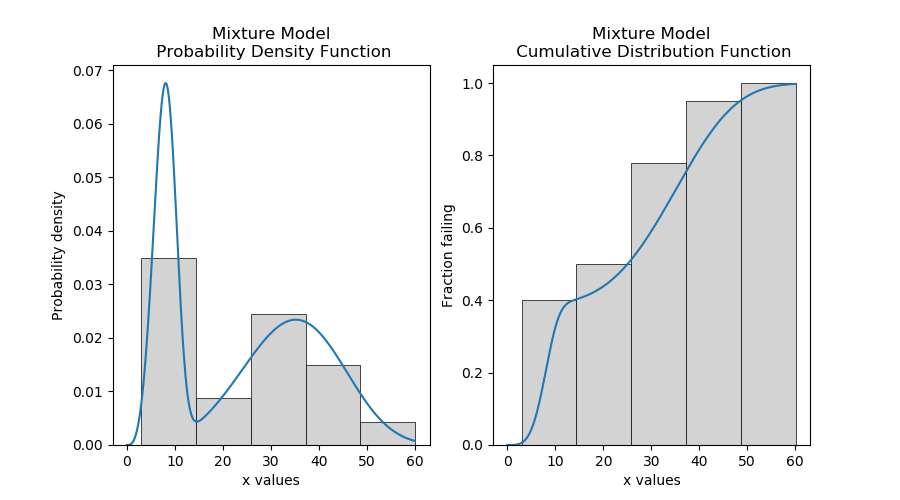 Mixture Model
Probability Density Function
0.07
0.06
0.05
0.04
0.03
0.02
0.01
0.00
Probability density
0 10 20 30 40 50 60
x values
Mixture Model
Cumulative Distribution Function
1.0
0.8
0.6
0.4
0.2
0.0
Fraction failing
0 10 20 30 40 50 60
x values